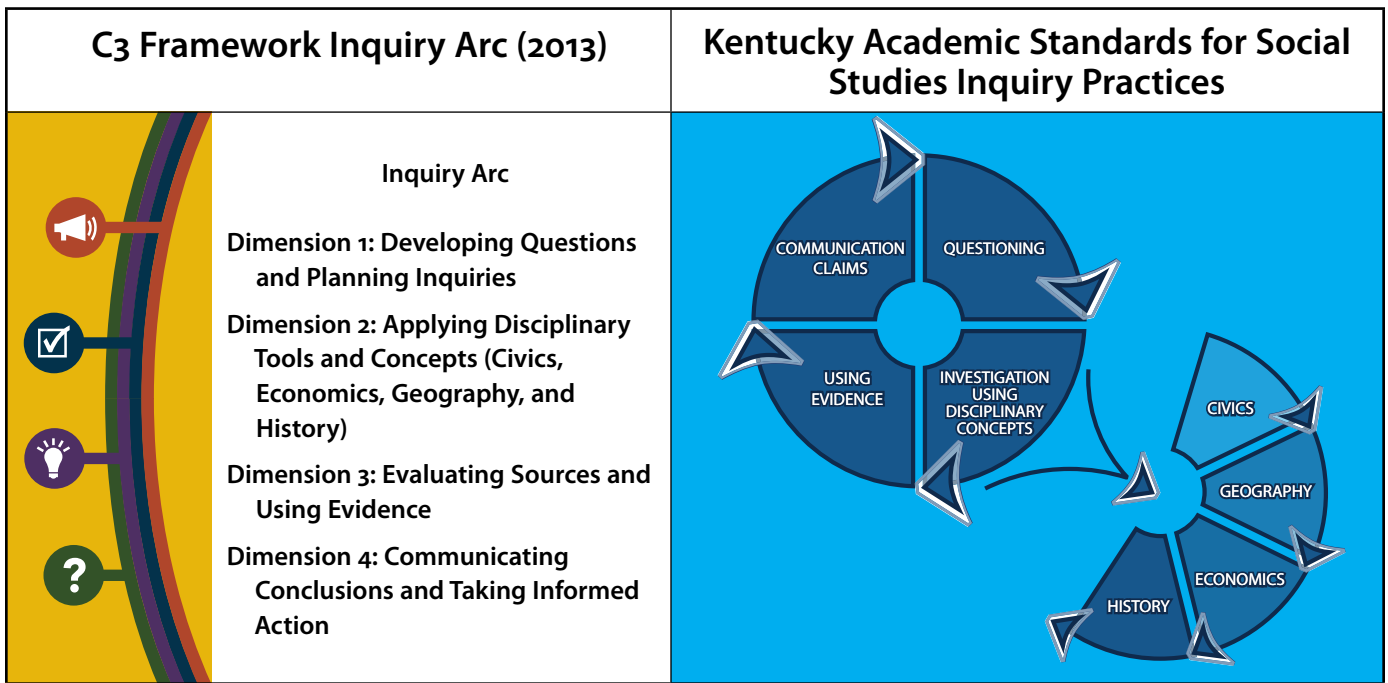 C3 Framework Inquiry Arc (2013)
Kentucky Academic Standards for Social
Studies Inquiry Practices
Inquiry Arc
Dimension 1: Developing Questions
and Planning Inquiries
Dimension 2: Applying Disciplinary
Tools and Concepts (Civics,
Economics, Geography, and
History)
Dimension 3: Evaluating Sources and
Using Evidence
Dimension 4: Communicating
Conclusions and Taking Informed
Action
?
COMMUNICATION
CLAIMS
QUESTIONING
USING
EVIDENCE
INVESTIGATION
USING
DISCIPLINARY
CONCEPTS
CIVICS
GEOGRAPHY
ECONOMICS
HISTORY